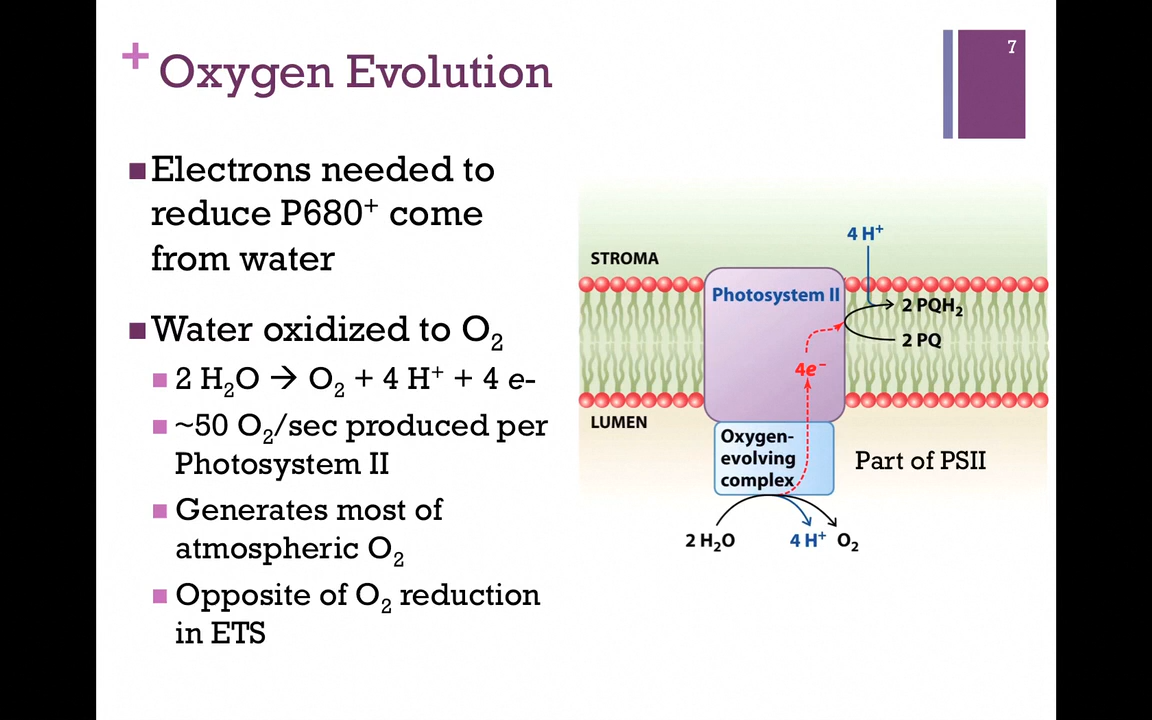 7
+ Oxygen Evolution
Electrons needed to
reduce P680⁺ come
from water
Water oxidized to O₂
2 H₂O → O₂ + 4 H⁺ + 4 e-
~50 O₂/sec produced per
Photosystem II
Generates most of
atmospheric O₂
Opposite of O₂ reduction
in ETS
4 H⁺
STROMA
Photosystem II
2 PQH₂
2 PQ
4e⁻
LUMEN
Oxygen-
evolving
complex
Part of PSII
2 H₂O
4 H⁺ O₂